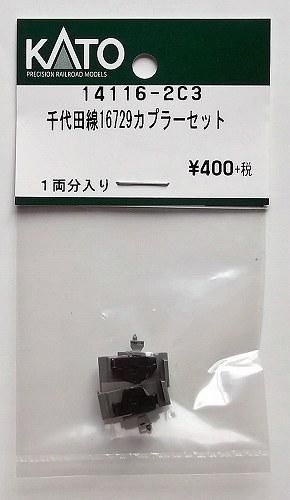 KATO
PRECISION RAILROAD MODELS
14116-2C3
千代田線16729カプラーセット
¥400+税
1両分入り